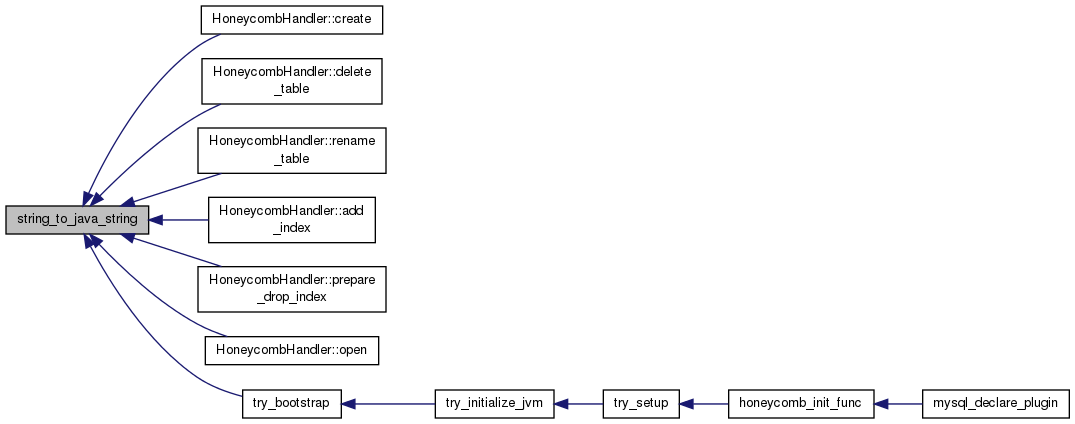 HoneycombHandler::create
HoneycombHandler::delete
_table
HoneycombHandler::rename
_table
string_to_java_string
HoneycombHandler::add
_index
HoneycombHandler::prepare
_drop_index
HoneycombHandler::open
try_bootstrap
try_initialize_jvm
try_setup
honeycomb_init_func
mysql_declare_plugin